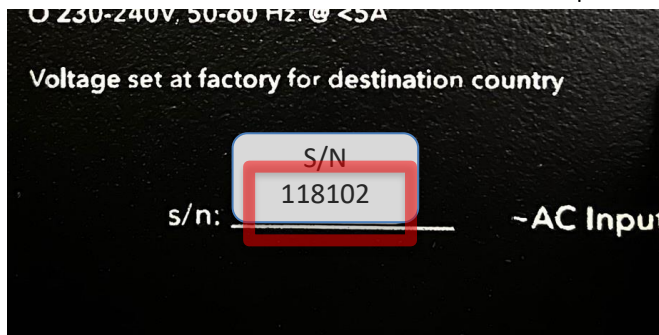 O 230-240V, 50-60 Hz. @ <5A
Voltage set at factory for destination country
S/N
118102
s/n:
~AC Input